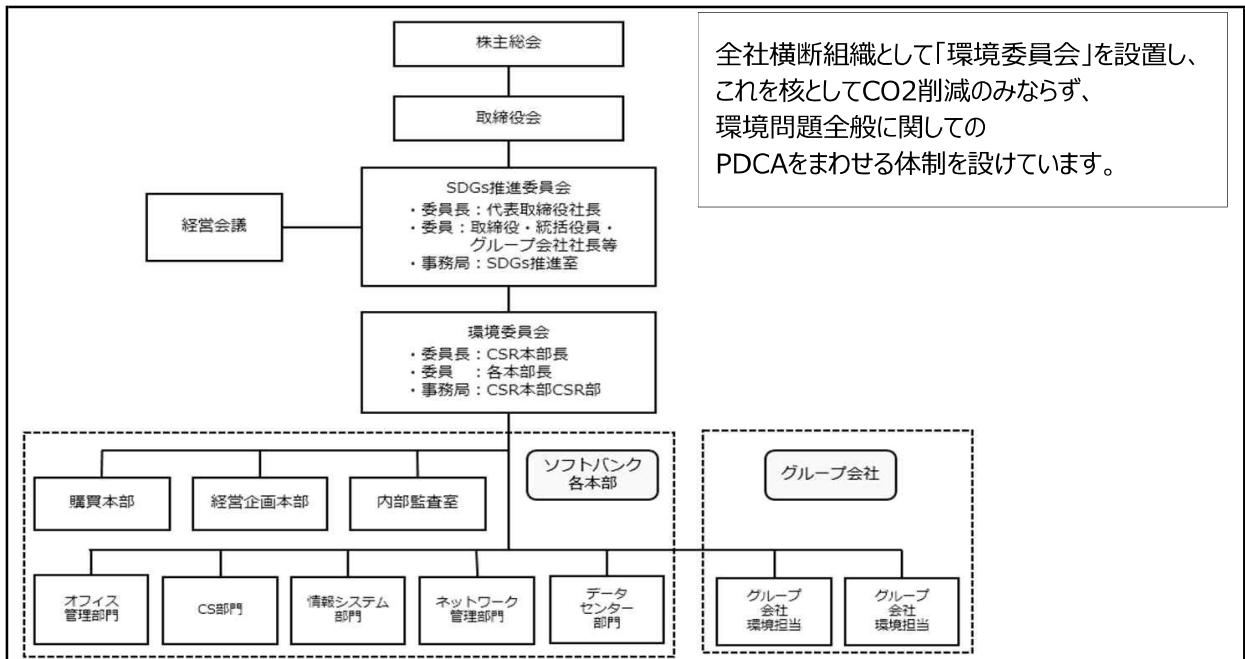 株主総会
全社横断組織として「環境委員会」を設置し、
これを核としてCO2削減のみならず、
環境問題全般に関しての
PDCAをまわせる体制を設けています。
取締役会
SDGs推進委員会
・委員長：代表取締役社長
・委員：取締役・統括役員・
グループ会社社長等
・事務局：SDGs推進室
経営会議
環境委員会
・委員長：CSR本部長
・委員　：各本部長
・事務局：CSR本部CSR部
ソフトバンク
各本部
グループ会社
購買本部
経営企画本部
内部監査室
オフィス
管理部門
CS部門
情報システム
部門
ネットワーク
管理部門
データ
センター
部門
グループ
会社
環境担当
グループ
会社
環境担当